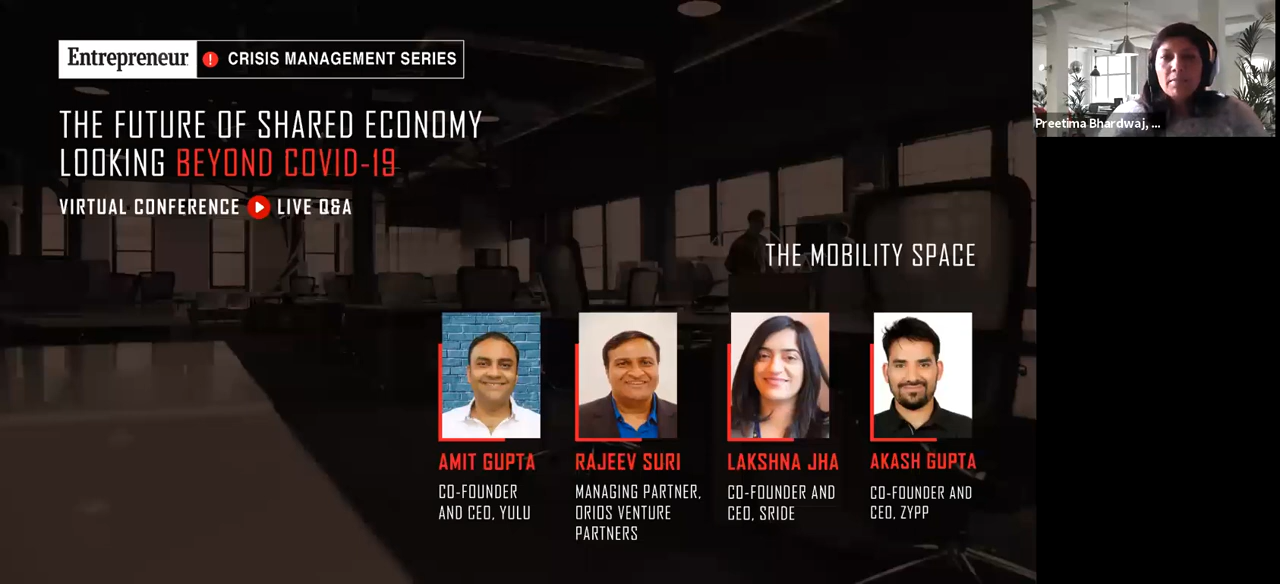 Entrepreneur ! CRISIS MANAGEMENT SERIES
THE FUTURE OF SHARED ECONOMY
LOOKING BEYOND COVID-19
VIRTUAL CONFERENCE LIVE Q&A
THE MOBILITY SPACE
AMIT GUPTA
CO-FOUNDER
AND CEO, YULU
RAJEEV SURI
MANAGING PARTNER,
ORIOS VENTURE
PARTNERS
LAKSHNA JHA
CO-FOUNDER AND
CEO, SRIDE
AKASH GUPTA
CO-FOUNDER AND
CEO, ZYPP
Preetima Bhardwaj, ...